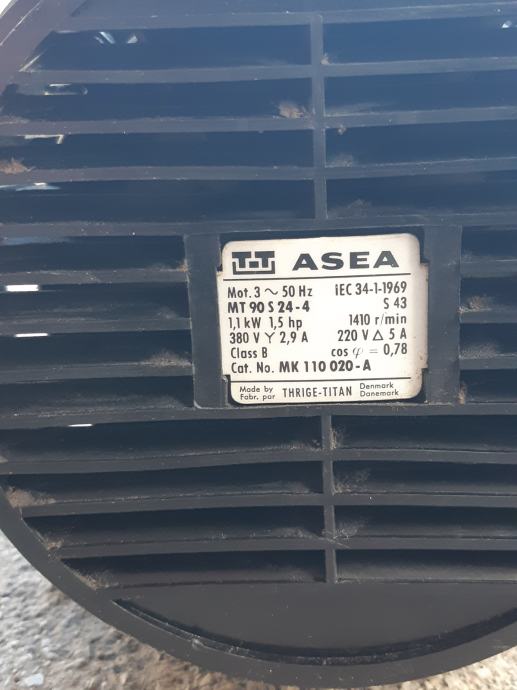 T-T ASEA
Mot. 3 ~ 50 Hz IEC 34-1-1969
MT 90 S 24-4 S 43
1,1 kW 1,5 hp 1410 r/min
380 V Y 2,9 A 220 V Δ 5 A
Class B cos φ = 0,78
Cat. No. MK 110 020-A
Made by THRIGE-TITAN Denmark
Fabr. par Danemark